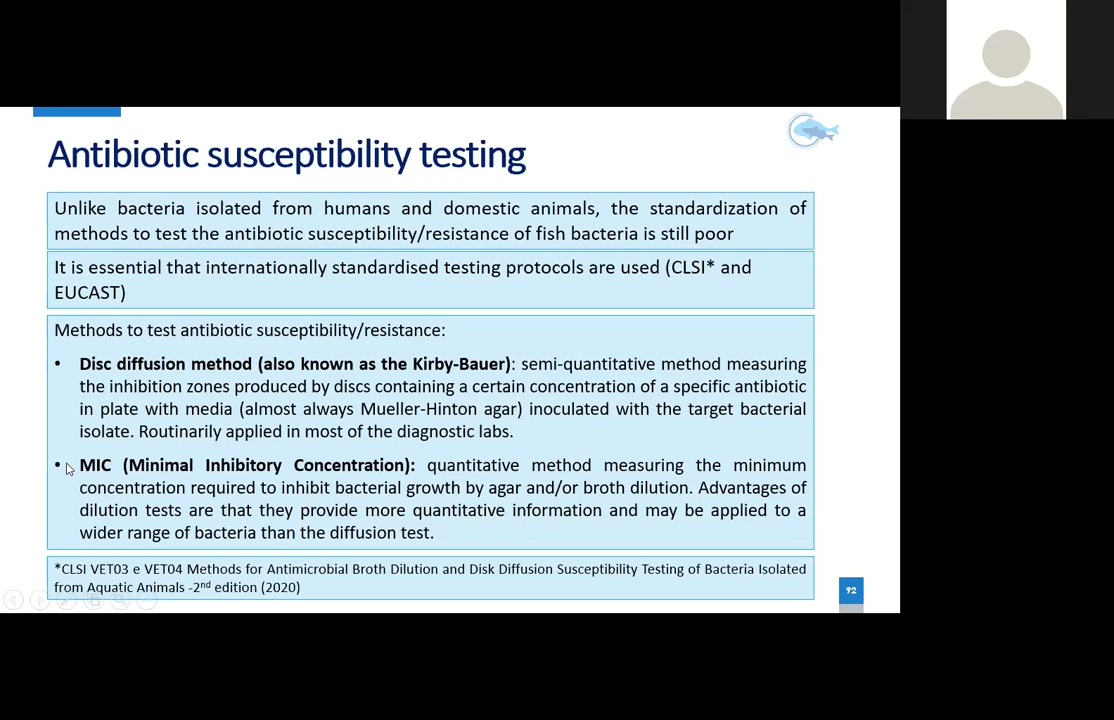 Antibiotic susceptibility testing
Unlike bacteria isolated from humans and domestic animals, the standardization of
methods to test the antibiotic susceptibility/resistance of fish bacteria is still poor
It is essential that internationally standardised testing protocols are used (CLSI* and
EUCAST)
Methods to test antibiotic susceptibility/resistance:
• Disc diffusion method (also known as the Kirby-Bauer): semi-quantitative method measuring
the inhibition zones produced by discs containing a certain concentration of a specific antibiotic
in plate with media (almost always Mueller-Hinton agar) inoculated with the target bacterial
isolate. Routinarily applied in most of the diagnostic labs.
• MIC (Minimal Inhibitory Concentration): quantitative method measuring the minimum
concentration required to inhibit bacterial growth by agar and/or broth dilution. Advantages of
dilution tests are that they provide more quantitative information and may be applied to a
wider range of bacteria than the diffusion test.
*CLSI VET03 e VET04 Methods for Antimicrobial Broth Dilution and Disk Diffusion Susceptibility Testing of Bacteria Isolated
from Aquatic Animals -2nd edition (2020)
92